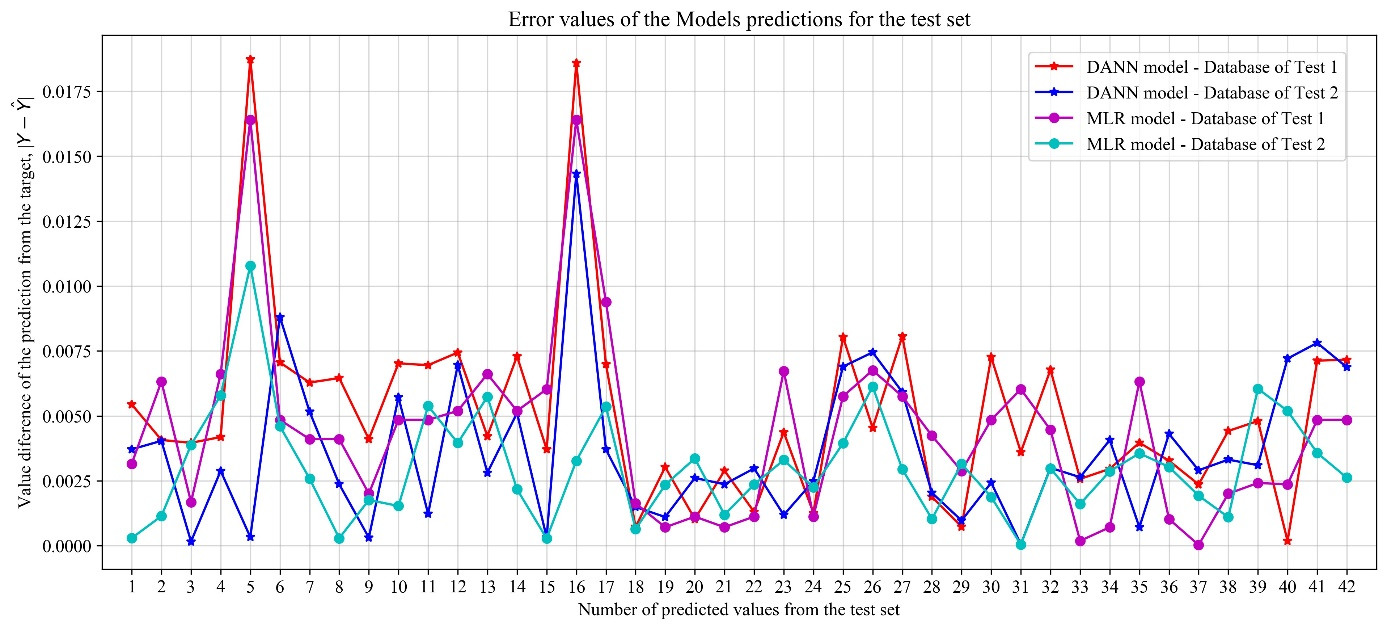 Error values of the Models predictions for the test set
DANN model - Database of Test 1
DANN model - Database of Test 2
MLR model - Database of Test 1
MLR model - Database of Test 2
Value diference of the prediction from the target, |Y − Ŷ|
0.0175
0.0150
0.0125
0.0100
0.0075
0.0050
0.0025
0.0000
1 2 3 4 5 6 7 8 9 10 11 12 13 14 15 16 17 18 19 20 21 22 23 24 25 26 27 28 29 30 31 32 33 34 35 36 37 38 39 40 41 42
Number of predicted values from the test set